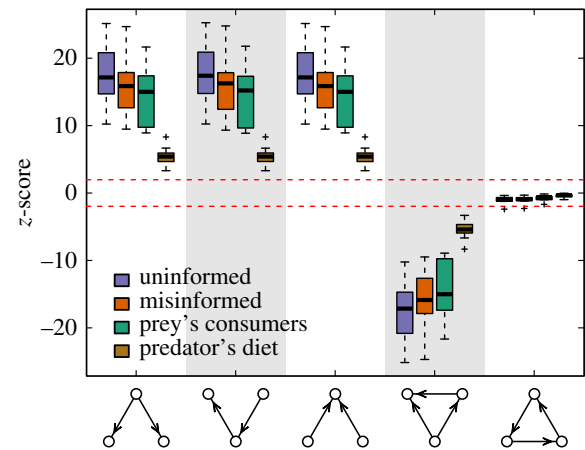 20
10
0
−10
−20
z-score
uninformed
misinformed
prey's consumers
predator's diet